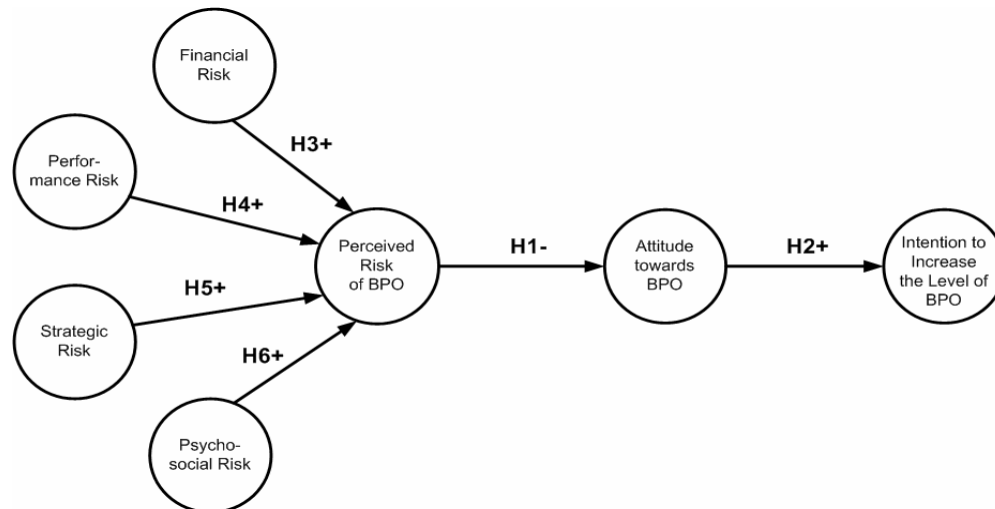 Financial
Risk
H3+
Perfor-
mance Risk
H4+
Perceived
Risk
of BPO
H1-
Attitude
towards
BPO
H2+
Intention to
Increase
the Level of
BPO
H5+
Strategic
Risk
H6+
Psycho-
social Risk